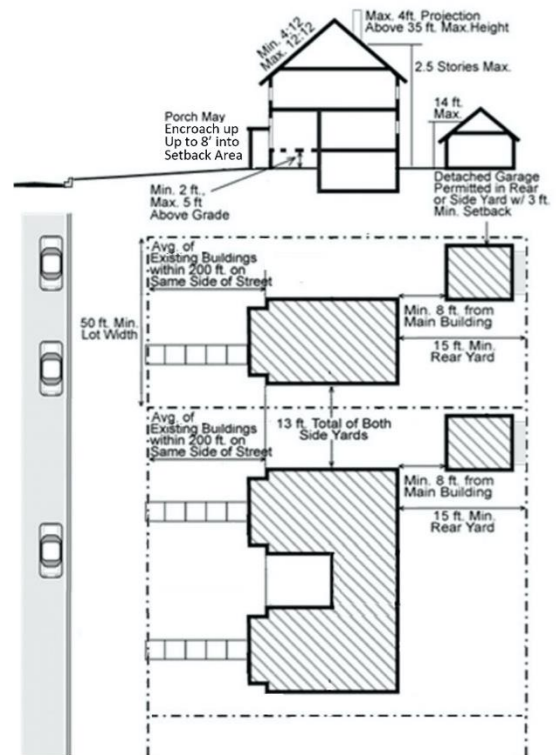 Max. 4ft. Projection
Above 35 ft. Max.Height
Min. 4:12
Max. 12:12
2.5 Stories Max.
14 ft.
Max.
Porch May
Encroach up
Up to 8' into
Setback Area
Min. 2 ft.,
Max. 5 ft
Above Grade
Detached Garage
Permitted in Rear
or Side Yard w/ 3 ft.
Min. Setback
Avg. of
Existing Buildings
within 200 ft. on
Same Side of Street
50 ft. Min.
Lot Width
Min. 8 ft. from
Main Building
15 ft. Min.
Rear Yard
Avg. of
Existing Buildings
within 200 ft. on
Same Side of Street
13 ft. Total of Both
Side Yards
Min. 8 ft. from
Main Building
15 ft. Min.
Rear Yard